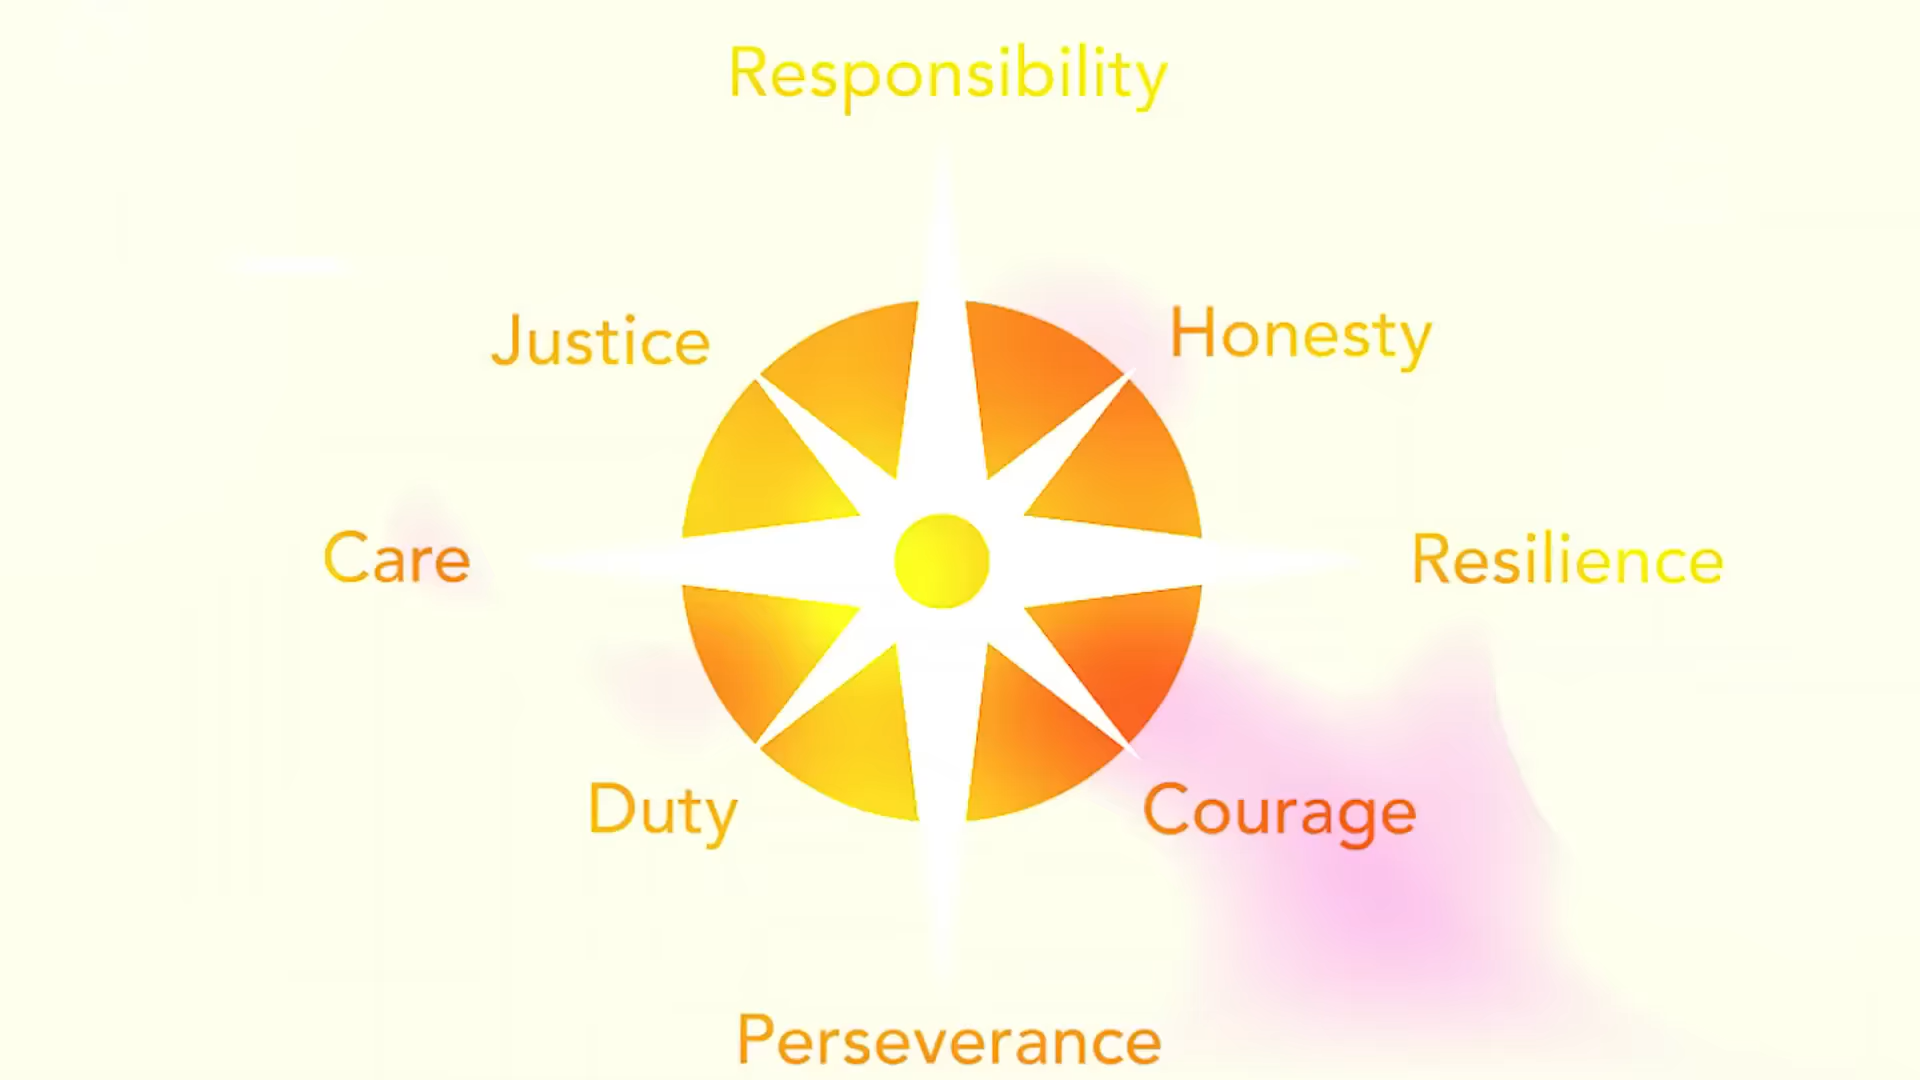 Responsibility
Justice
Honesty
Care
Resilience
Duty
Courage
Perseverance